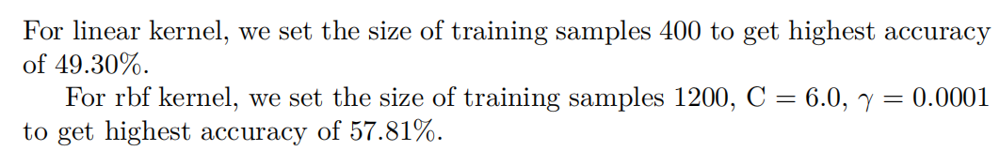 For linear kernel, we set the size of training samples 400 to get highest accuracy
of 49.30%.
For rbf kernel, we set the size of training samples 1200, C = 6.0, γ = 0.0001
to get highest accuracy of 57.81%.